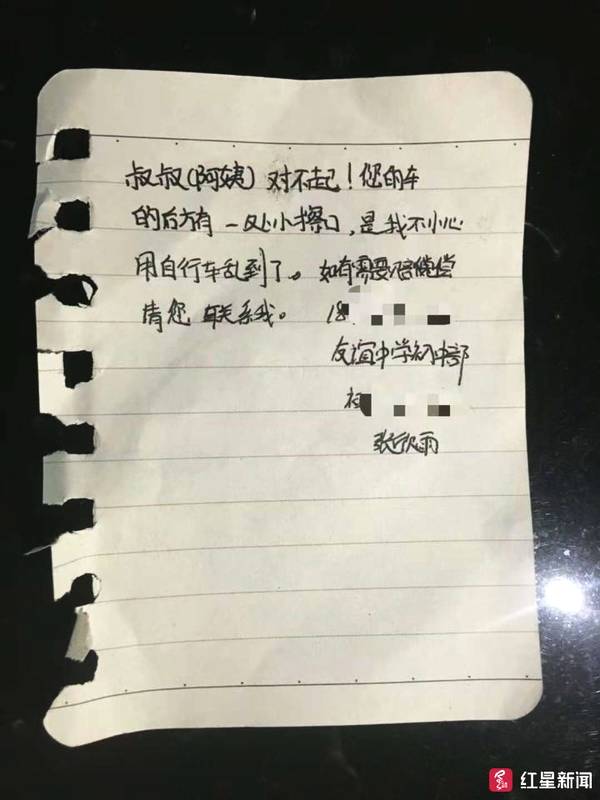 叔叔(阿姨) 对不起！您的车
的后方有一处小擦口，是我不小心
用自行车乱到了。如有需要赔偿
请您联系我。 18
友谊中学初中部
初
张欣雨
红星新闻